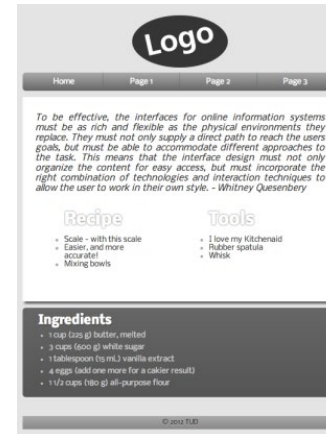 Logo
Home Page 1 Page 2 Page 3
To be effective, the interfaces for online information systems
must be as rich and flexible as the physical environments they
replace. They must not only supply a direct path to reach the users
goals, but must be able to accommodate different approaches to
the task. This means that the interface design must not only
organize the content for easy access, but must incorporate the
right combination of technologies and interaction techniques to
allow the user to work in their own style. - Whitney Quesenbery
Recipe
Scale - with this scale
Easier, and more
accurate!
Mixing bowls
Tools
I love my Kitchenaid
Rubber spatula
Whisk
Ingredients
1 cup (225 g) butter, melted
3 cups (600 g) white sugar
1 tablespoon (15 mL) vanilla extract
4 eggs (add one more for a cakier result)
1 1/2 cups (180 g) all-purpose flour
© 2012 TUD